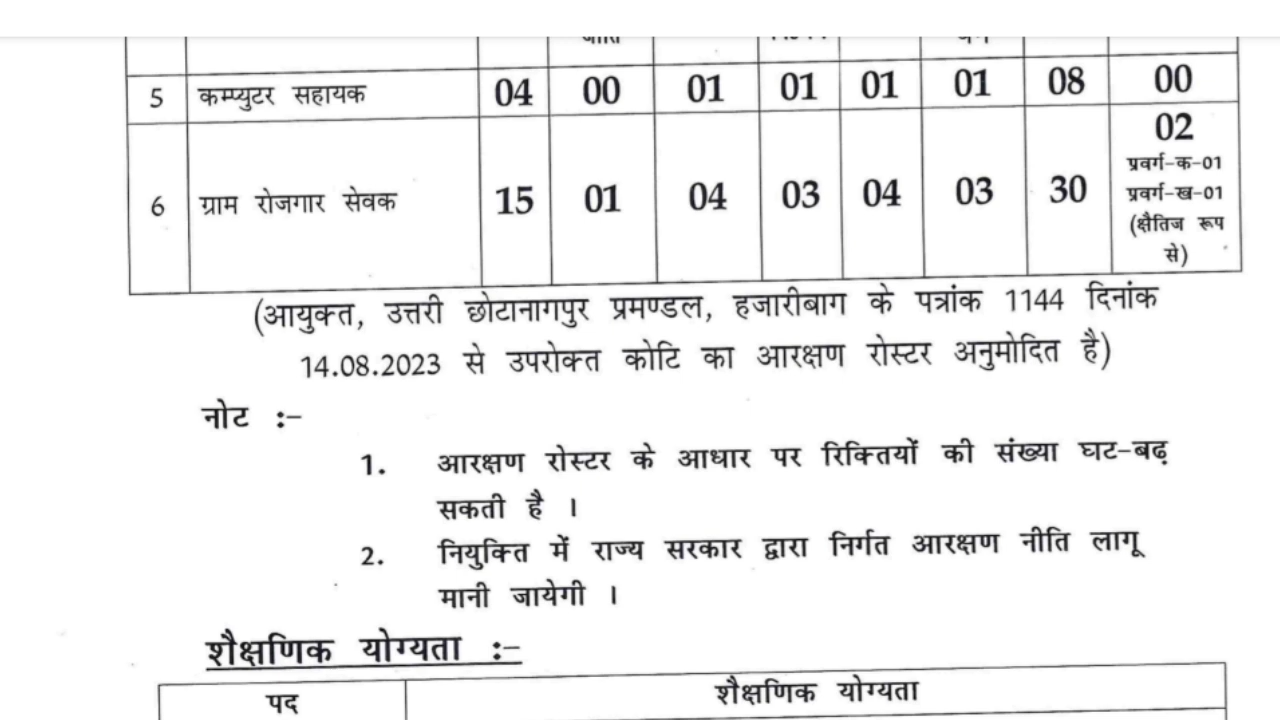 5 कम्प्युटर सहायक 04 00 01 01 01 01 08 00
6 ग्राम रोजगार सेवक 15 01 04 03 04 03 30 02
प्रवर्ग-क-01
प्रवर्ग-ख-01
(क्षैतिज रूप
से)
(आयुक्त, उत्तरी छोटानागपुर प्रमण्डल, हजारीबाग के पत्रांक 1144 दिनांक
14.08.2023 से उपरोक्त कोटि का आरक्षण रोस्टर अनुमोदित है)
नोट :-
1. आरक्षण रोस्टर के आधार पर रिक्तियों की संख्या घट-बढ़
सकती है ।
2. नियुक्ति में राज्य सरकार द्वारा निर्गत आरक्षण नीति लागू
मानी जायेगी ।
शैक्षणिक योग्यता :-
पद शैक्षणिक योग्यता